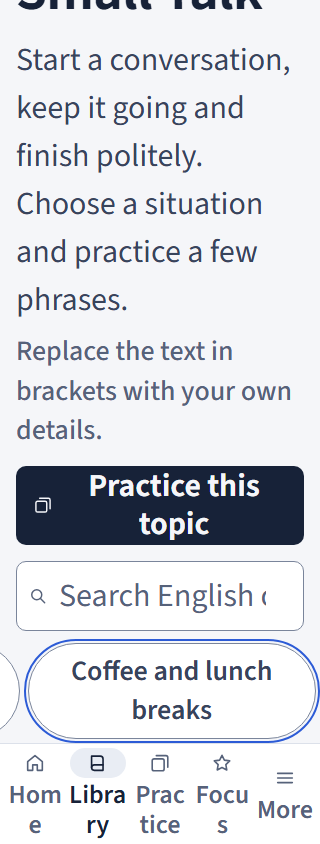 Small Talk
Start a conversation,
keep it going and
finish politely.
Choose a situation
and practice a few
phrases.
Replace the text in
brackets with your own
details.
Practice this
topic
Search English
Coffee and lunch
breaks
Hom
e
Libra
ry
Prac
tice
Focu
s
More